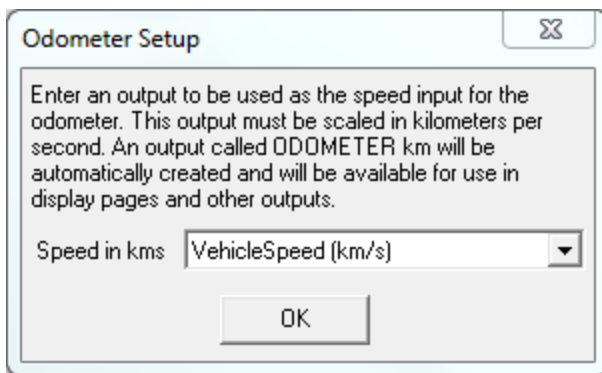 Odometer Setup
Enter an output to be used as the speed input for the
odometer. This output must be scaled in kilometers per
second. An output called ODOMETER km will be
automatically created and will be available for use in
display pages and other outputs.
Speed in kms VehicleSpeed (km/s)
OK